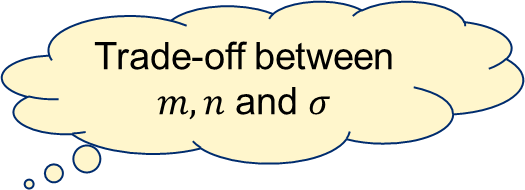 Trade-off between
m, n and σ